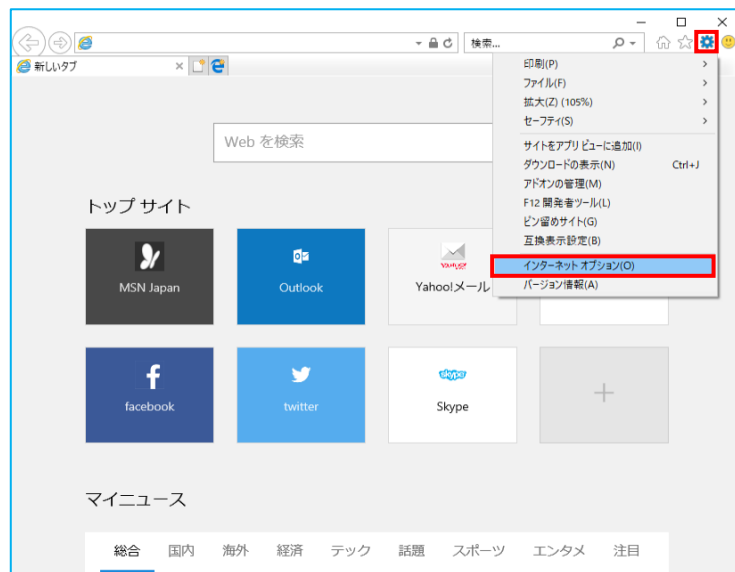 検索...
新しいタブ
印刷(P)
ファイル(F)
拡大(Z) (105%)
セーフティ(S)
サイトをアプリ ビューに追加(I)
ダウンロードの表示(N) Ctrl+J
アドオンの管理(M)
F12 開発者ツール(L)
ピン留めサイト(G)
互換表示設定(B)
インターネット オプション(O)
バージョン情報(A)
Web を検索
トップ サイト
MSN Japan
Outlook
YAHOO!
Yahoo!メール
facebook
twitter
skype
Skype
マイニュース
総合 国内 海外 経済 テック 話題 スポーツ エンタメ 注目